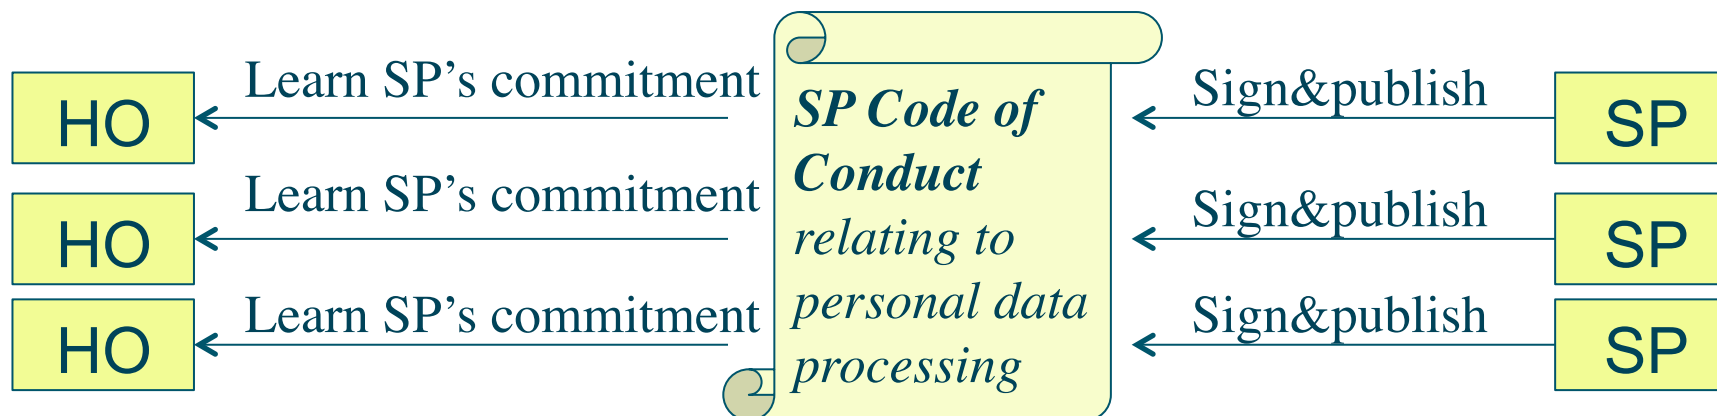 HO
Learn SP's commitment
HO
Learn SP's commitment
HO
Learn SP's commitment
SP Code of
Conduct
relating to
personal data
processing
Sign&publish
SP
Sign&publish
SP
Sign&publish
SP